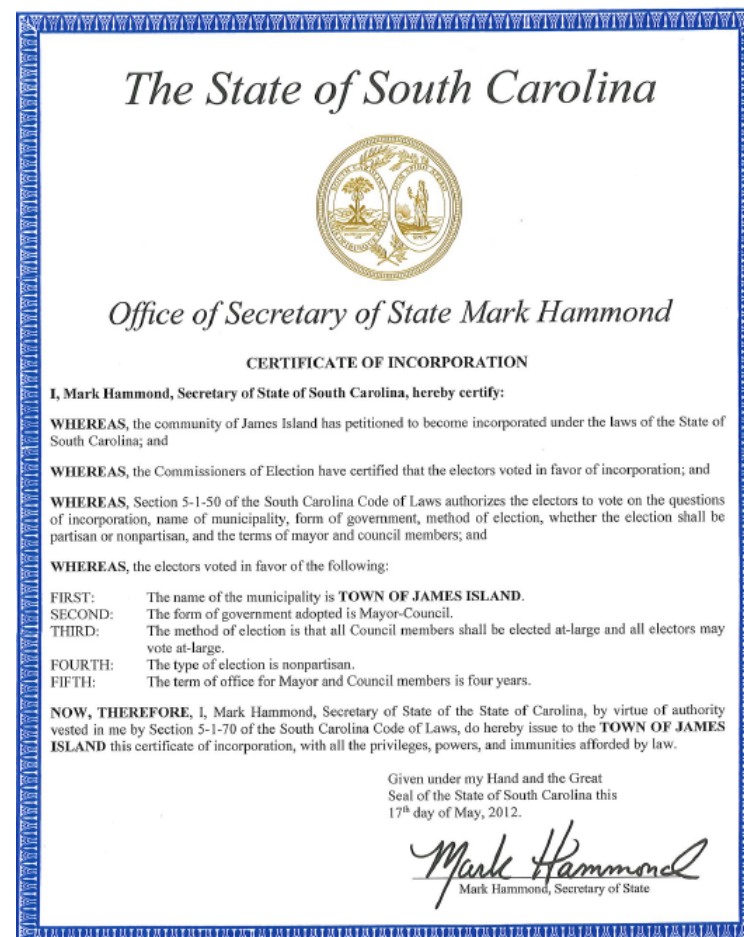 The State of South Carolina
Office of Secretary of State Mark Hammond
CERTIFICATE OF INCORPORATION
I, Mark Hammond, Secretary of State of South Carolina, hereby certify:
WHEREAS, the community of James Island has petitioned to become incorporated under the laws of the State of
South Carolina; and
WHEREAS, the Commissioners of Election have certified that the electors voted in favor of incorporation; and
WHEREAS, Section 5-1-50 of the South Carolina Code of Laws authorizes the electors to vote on the questions
of incorporation, name of municipality, form of government, method of election, whether the election shall be
partisan or nonpartisan, and the terms of mayor and council members; and
WHEREAS, the electors voted in favor of the following:
FIRST: The name of the municipality is TOWN OF JAMES ISLAND.
SECOND: The form of government adopted is Mayor-Council.
THIRD: The method of election is that all Council members shall be elected at-large and all electors may
vote at-large.
FOURTH: The type of election is nonpartisan.
FIFTH: The term of office for Mayor and Council members is four years.
NOW, THEREFORE, I, Mark Hammond, Secretary of State of the State of Carolina, by virtue of authority
vested in me by Section 5-1-70 of the South Carolina Code of Laws, do hereby issue to the TOWN OF JAMES
ISLAND this certificate of incorporation, with all the privileges, powers, and immunities afforded by law.
Given under my Hand and the Great
Seal of the State of South Carolina this
17th day of May, 2012.
Mark Hammond
Mark Hammond, Secretary of State